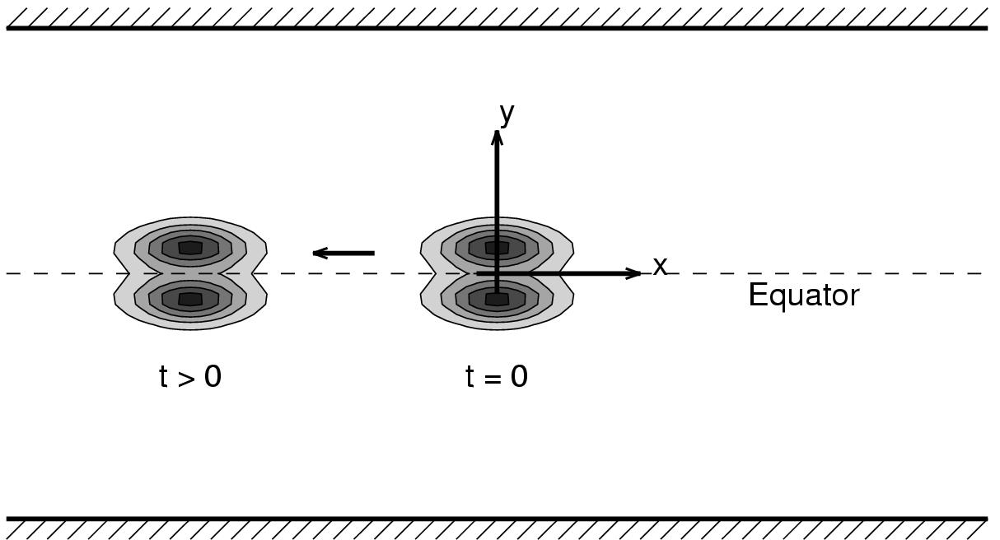 y
x
Equator
t > 0
t = 0